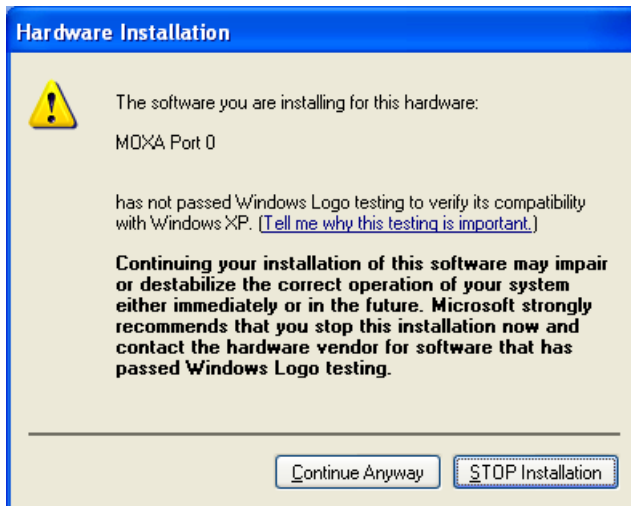 Hardware Installation
The software you are installing for this hardware:
MOXA Port 0
has not passed Windows Logo testing to verify its compatibility
with Windows XP. (Tell me why this testing is important.)
Continuing your installation of this software may impair
or destabilize the correct operation of your system
either immediately or in the future. Microsoft strongly
recommends that you stop this installation now and
contact the hardware vendor for software that has
passed Windows Logo testing.
Continue Anyway
STOP Installation